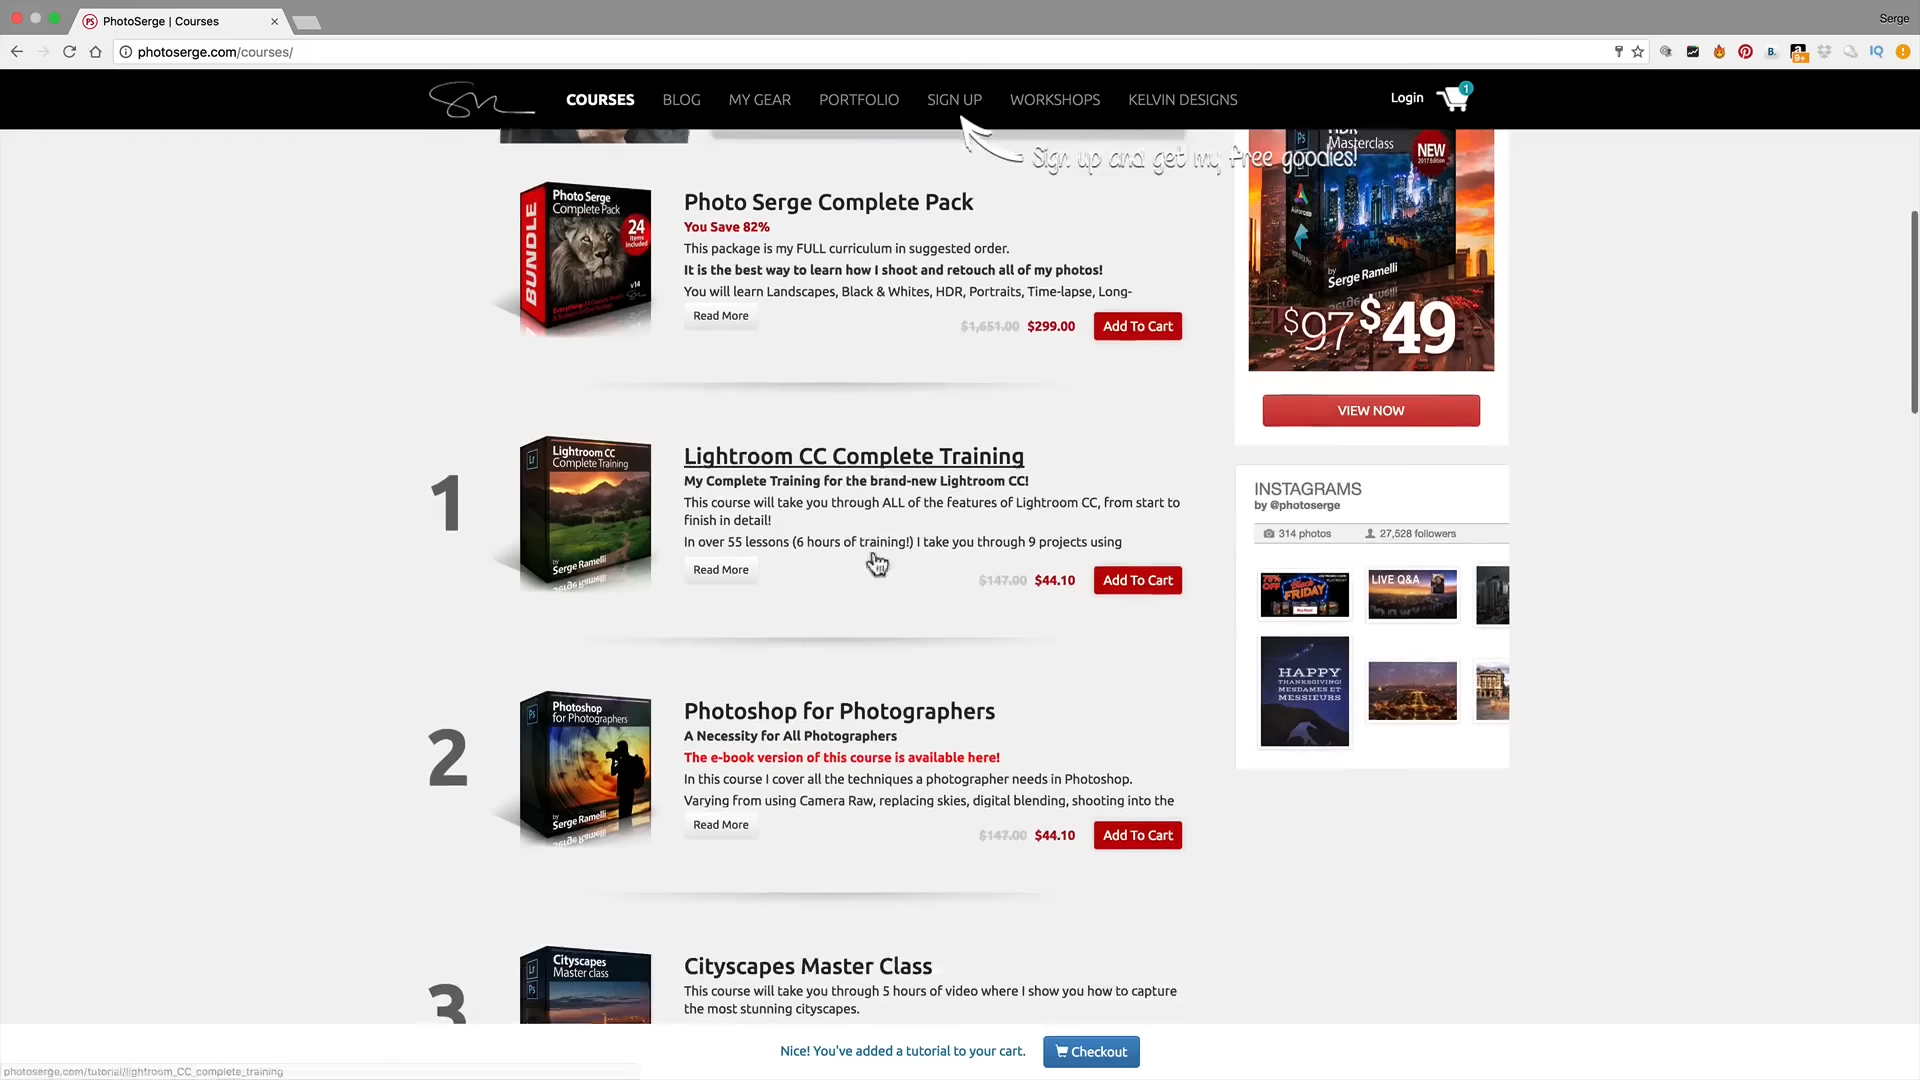 PhotoSerge | Courses
Serge
photoserge.com/courses/
COURSES
BLOG
MY GEAR
PORTFOLIO
SIGN UP
WORKSHOPS
KELVIN DESIGNS
Login
1
Sign up and get my free goodies!
Photo Serge
Complete Pack
BUNDLE
24
Items
Included
v14
Photo Serge Complete Pack
You Save 82%
This package is my FULL curriculum in suggested order.
It is the best way to learn how I shoot and retouch all of my photos!
You will learn Landscapes, Black & Whites, HDR, Portraits, Time-lapse, Long-
Read More
$1,651.00 $299.00
Add To Cart
HDR
Masterclass
NEW
2017 Edition
Ps
by
Serge Ramelli
$97 $49
VIEW NOW
1
Lr
Lightroom CC
Complete Training
by
Serge Ramelli
Lightroom CC Complete Training
My Complete Training for the brand-new Lightroom CC!
This course will take you through ALL of the features of Lightroom CC, from start to
finish in detail!
In over 55 lessons (6 hours of training!) I take you through 9 projects using
Read More
$147.00 $44.10
Add To Cart
INSTAGRAMS
by @photoserge
314 photos
27,528 followers
70%
OFF
Black
FRIDAY
LIVE Q&A
HAPPY
THANKSGIVING!
MESDAMES ET
MESSIEURS
2
Ps
Photoshop
for Photographers
by
Serge Ramelli
Photoshop for Photographers
A Necessity for All Photographers
The e-book version of this course is available here!
In this course I cover all the techniques a photographer needs in Photoshop.
Varying from using Camera Raw, replacing skies, digital blending, shooting into the
Read More
$147.00 $44.10
Add To Cart
3
Lr
Ps
Cityscapes
Master class
Cityscapes Master Class
This course will take you through 5 hours of video where I show you how to capture
the most stunning cityscapes.
Nice! You've added a tutorial to your cart.
Checkout
photoserge.com/tutorial/lightroom_CC_complete_training